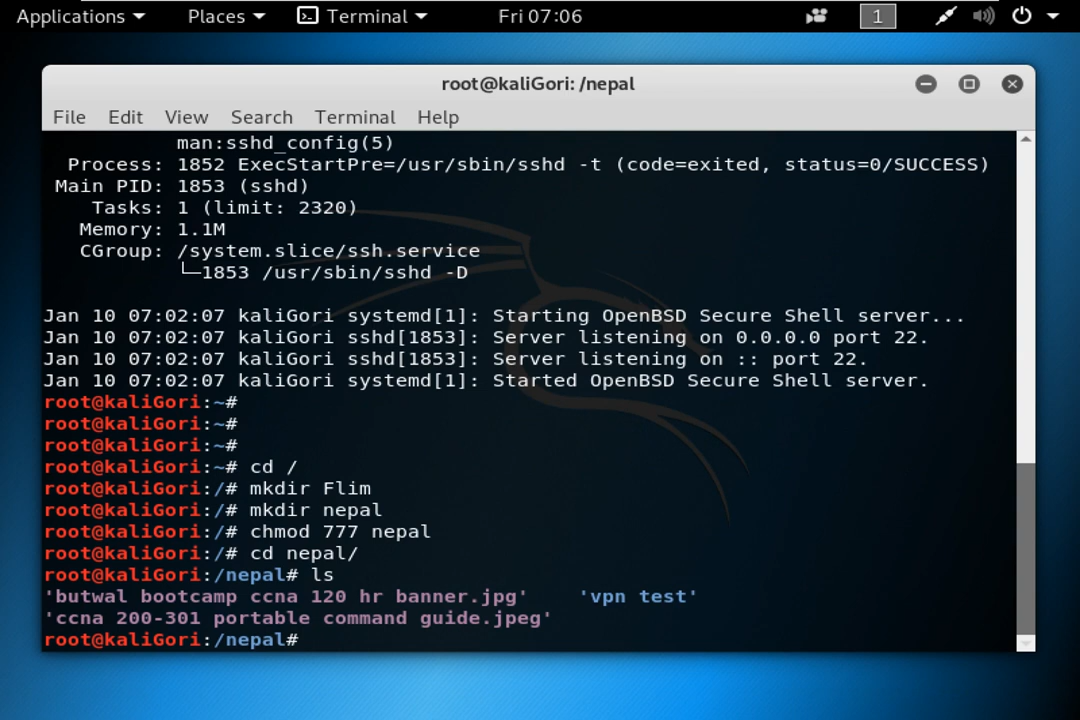 Applications Places Terminal Fri 07:06 1
root@kaliGori: /nepal
File Edit View Search Terminal Help
man:sshd_config(5)
Process: 1852 ExecStartPre=/usr/sbin/sshd -t (code=exited, status=0/SUCCESS)
Main PID: 1853 (sshd)
Tasks: 1 (limit: 2320)
Memory: 1.1M
CGroup: /system.slice/ssh.service
└─1853 /usr/sbin/sshd -D
Jan 10 07:02:07 kaliGori systemd[1]: Starting OpenBSD Secure Shell server...
Jan 10 07:02:07 kaliGori sshd[1853]: Server listening on 0.0.0.0 port 22.
Jan 10 07:02:07 kaliGori sshd[1853]: Server listening on :: port 22.
Jan 10 07:02:07 kaliGori systemd[1]: Started OpenBSD Secure Shell server.
root@kaliGori:~#
root@kaliGori:~#
root@kaliGori:~#
root@kaliGori:~# cd /
root@kaliGori:/# mkdir Flim
root@kaliGori:/# mkdir nepal
root@kaliGori:/# chmod 777 nepal
root@kaliGori:/# cd nepal/
root@kaliGori:/nepal# ls
'butwal bootcamp ccna 120 hr banner.jpg' 'vpn test'
'ccna 200-301 portable command guide.jpeg'
root@kaliGori:/nepal#